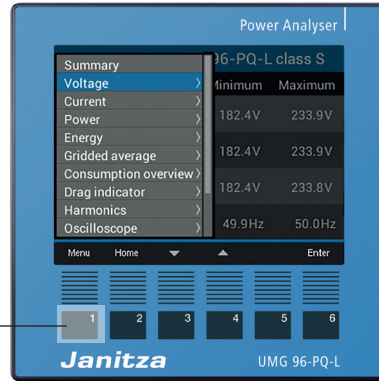 Power Analyser
96-PQ-L class S
Summary
Voltage
Minimum Maximum
Current
Power
182.4V 233.9V
Energy
Gridded average
182.4V 233.9V
Consumption overview
Drag indicator
182.4V 233.8V
Harmonics
Oscilloscope
49.9Hz 50.0Hz
Menu Home Enter
1 2 3 4 5 6
Janitza UMG 96-PQ-L